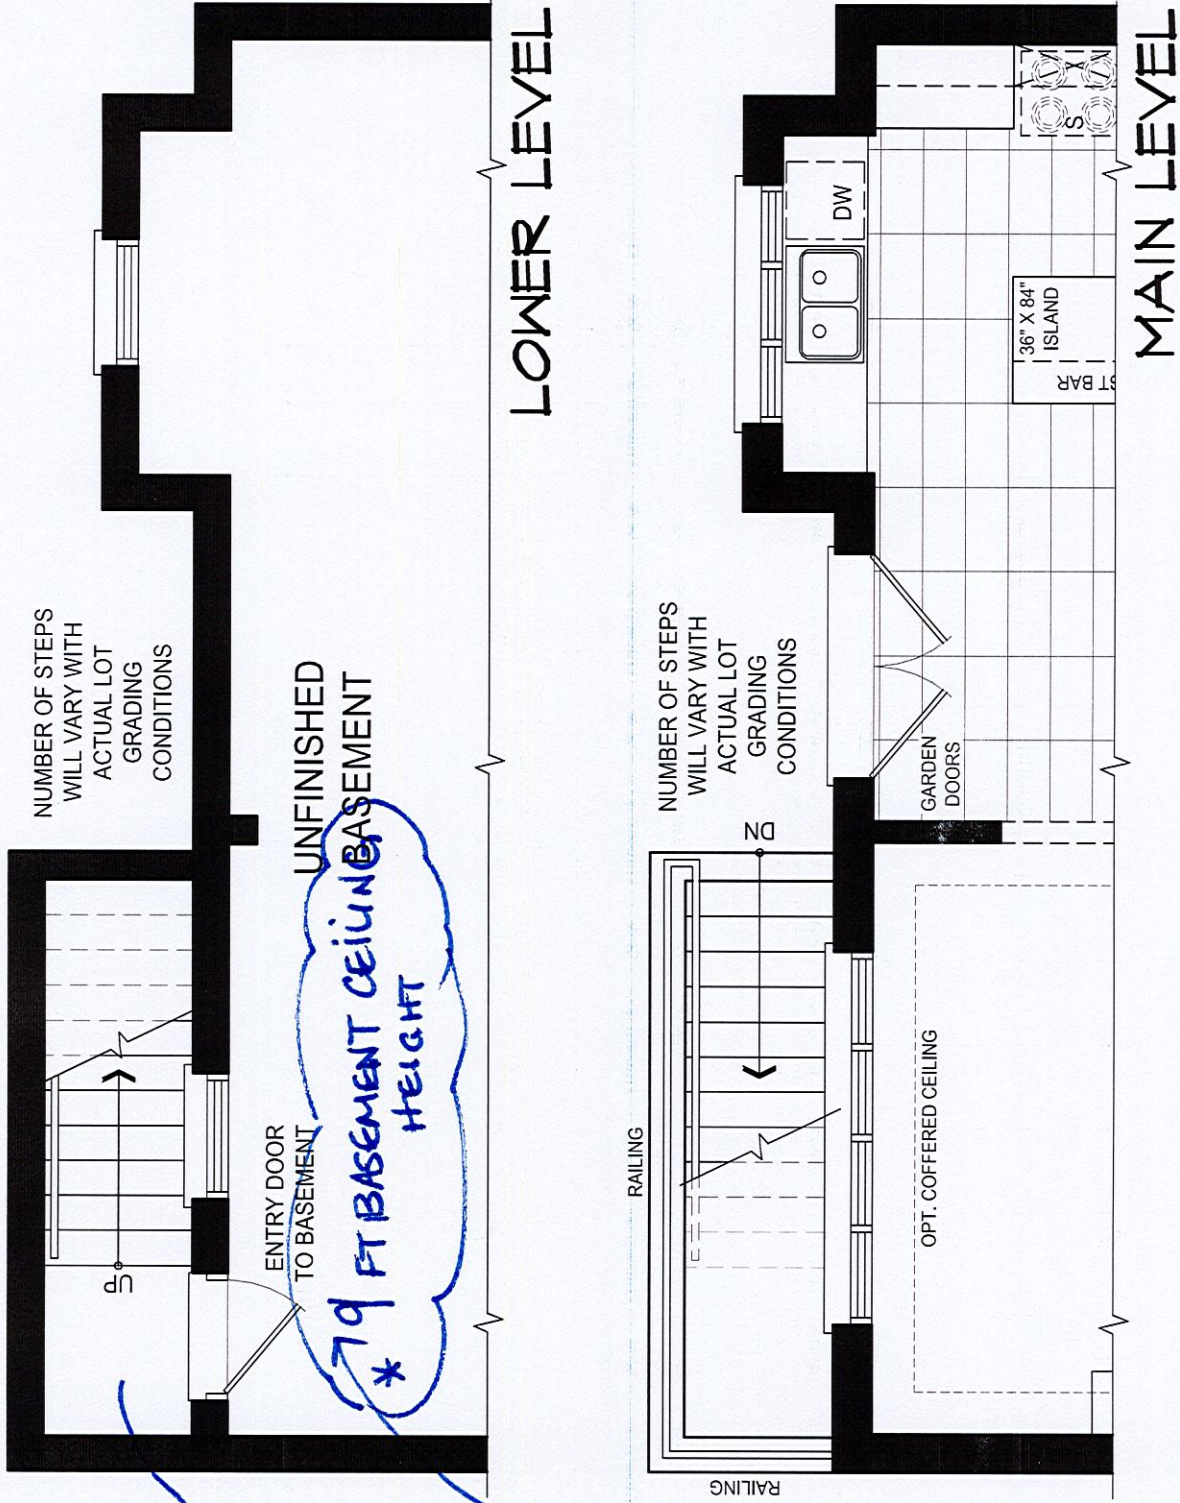 NUMBER OF STEPS
WILL VARY WITH
ACTUAL LOT
GRADING
CONDITIONS
UP
ENTRY DOOR
TO BASEMENT
UNFINISHED
BASEMENT
* 9 FT BASEMENT CEILING
HEIGHT
LOWER LEVEL
RAILING
RAILING
DN
NUMBER OF STEPS
WILL VARY WITH
ACTUAL LOT
GRADING
CONDITIONS
DW
GARDEN
DOORS
OPT. COFFERED CEILING
36" X 84"
ISLAND
ST BAR
S
MAIN LEVEL